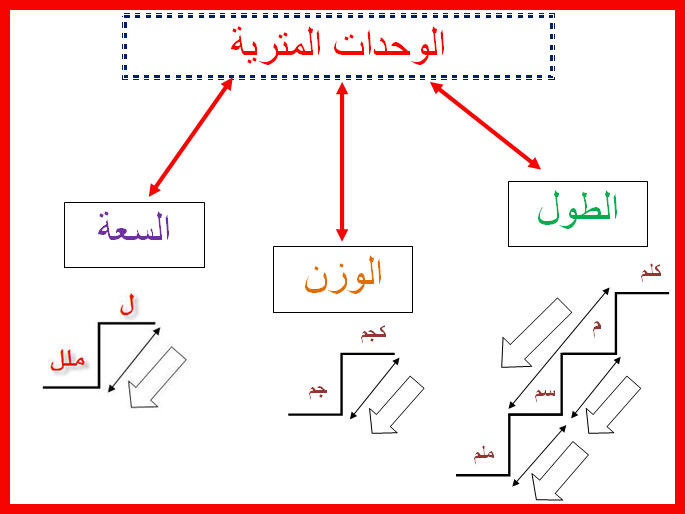 الوحدات المترية
الطول
كلم
م
سم
ملم
الوزن
كجم
جم
السعة
ل
ملل